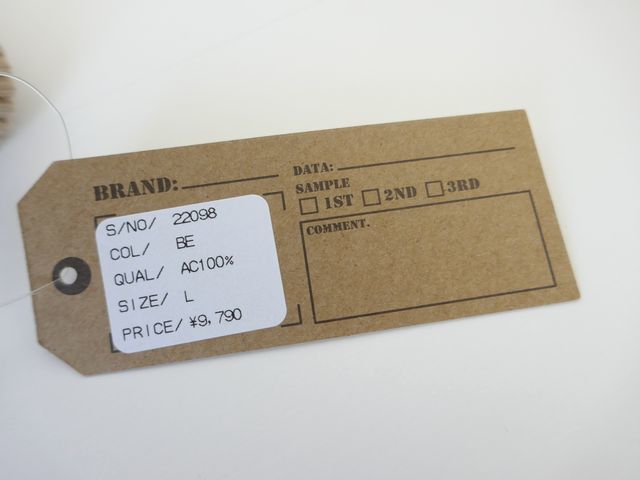 BRAND:
S/NO/ 22098
COL/ BE
QUAL/ AC100%
SIZE/ L
PRICE/ ¥9,790
DATA:
SAMPLE
1ST 2ND 3RD
COMMENT.